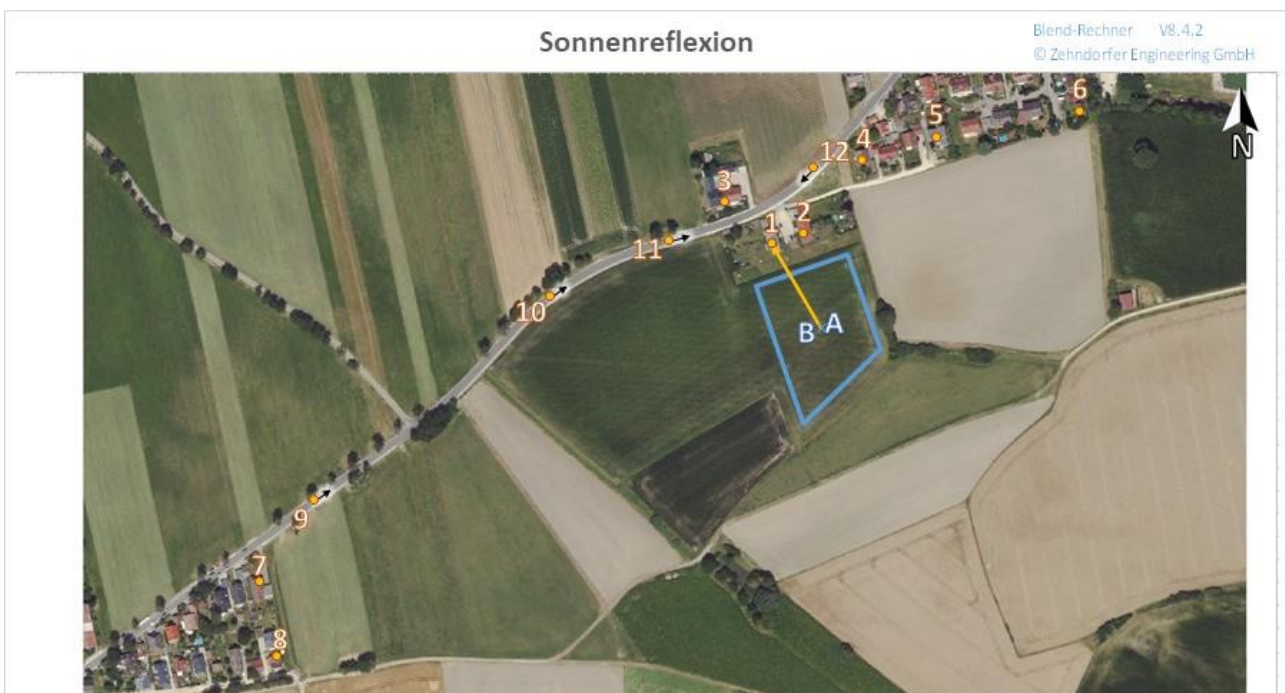 Sonnenreflexion
Blend-Rechner V8.4.2
© Zehndorfer Engineering GmbH
6
5
N
4
12
3
1
2
11
10
B
A
9
7
8